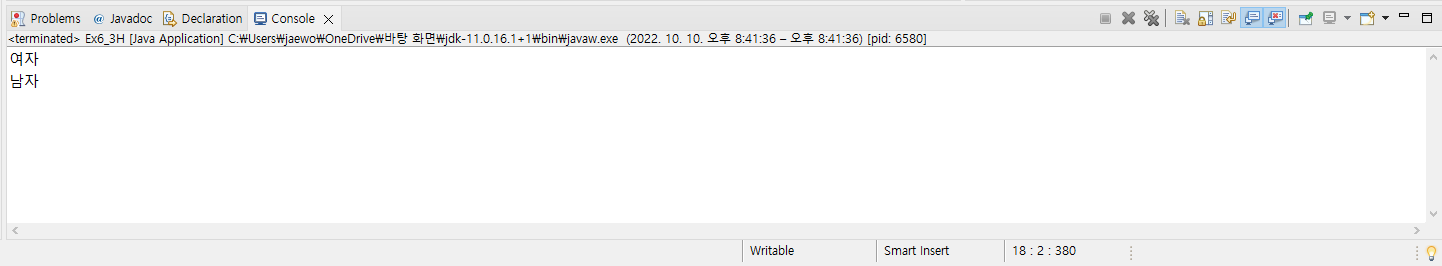 Problems @ Javadoc Declaration Console
<terminated> Ex6_3H [Java Application] C:₩Users₩jaewo₩OneDrive₩바탕 화면₩jdk-11.0.16.1+1₩bin₩javaw.exe (2022. 10. 10. 오후 8:41:36 – 오후 8:41:36) [pid: 6580]
여자
남자
Writable Smart Insert 18 : 2 : 380